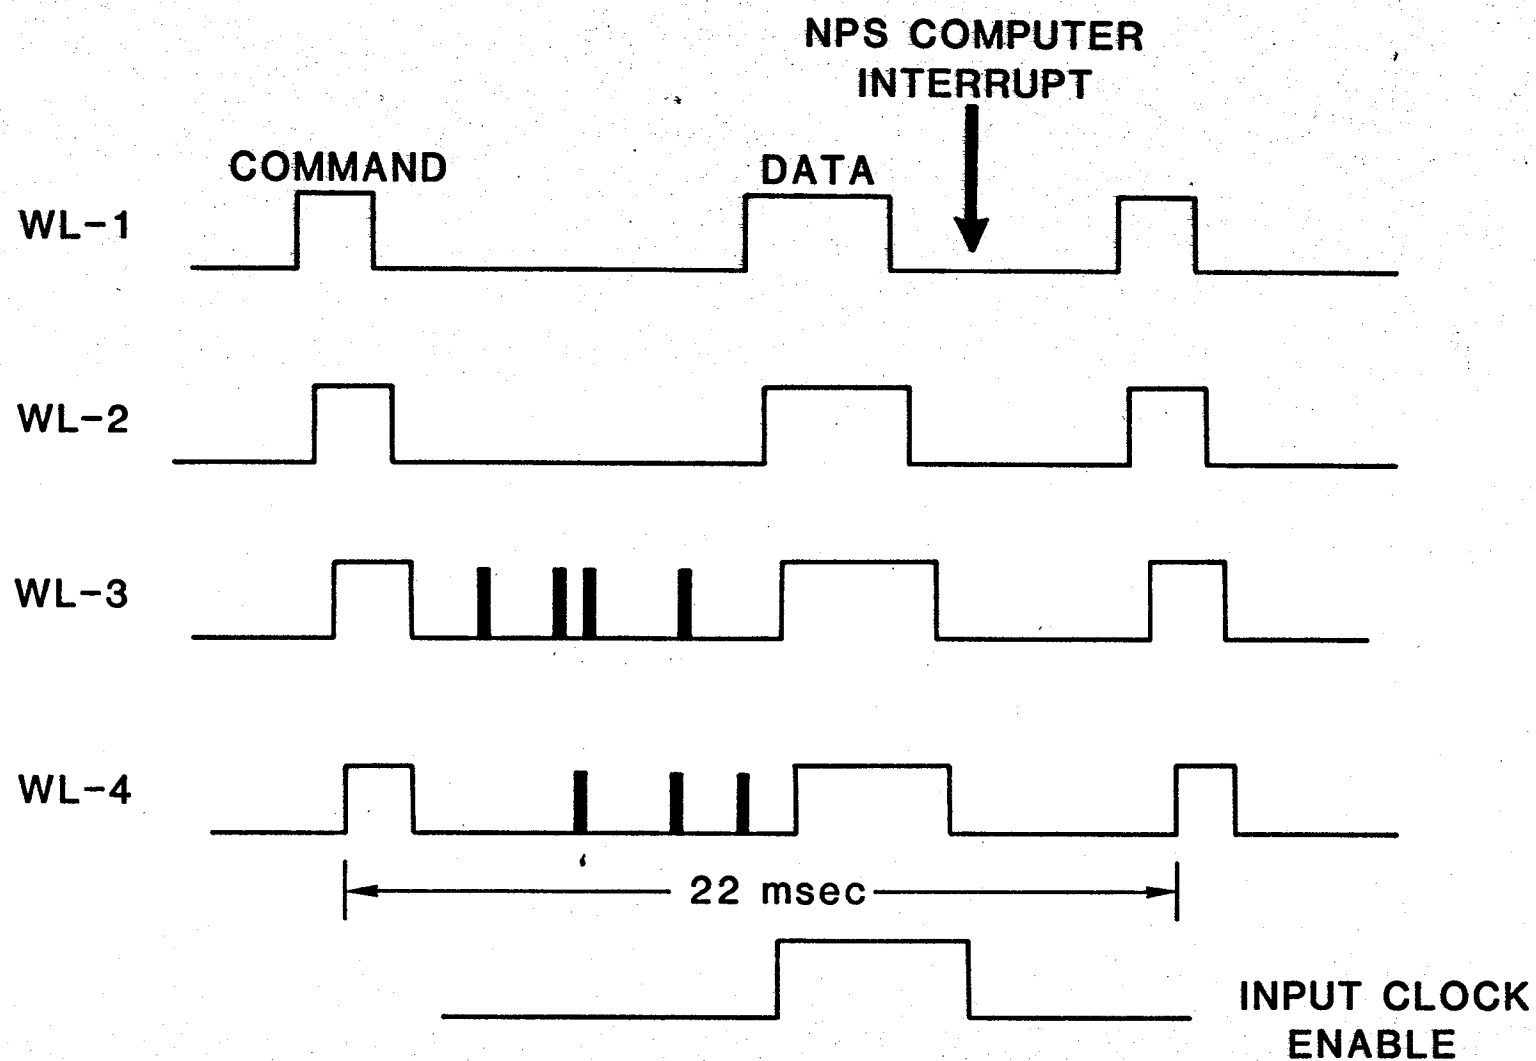 NPS COMPUTER
INTERRUPT
COMMAND
DATA
WL-1
WL-2
WL-3
WL-4
22 msec
INPUT CLOCK
ENABLE